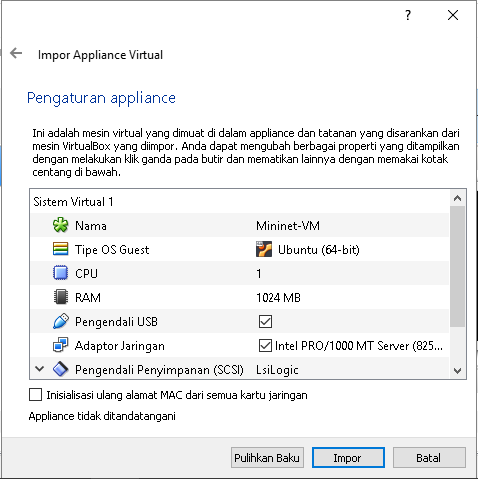 ?
Impor Appliance Virtual
Pengaturan appliance
Ini adalah mesin virtual yang dimuat di dalam appliance dan tatanan yang disarankan dari
mesin VirtualBox yang diimpor. Anda dapat mengubah berbagai properti yang ditampilkan
dengan melakukan klik ganda pada butir dan mematikan lainnya dengan memakai kotak
centang di bawah.
Sistem Virtual 1
Nama Mininet-VM
Tipe OS Guest Ubuntu (64-bit)
CPU 1
RAM 1024 MB
Pengendali USB
Adaptor Jaringan Intel PRO/1000 MT Server (825...
Pengendali Penyimpanan (SCSI) LsiLogic
Inisialisasi ulang alamat MAC dari semua kartu jaringan
Appliance tidak ditandatangani
Pulihkan Baku Impor Batal